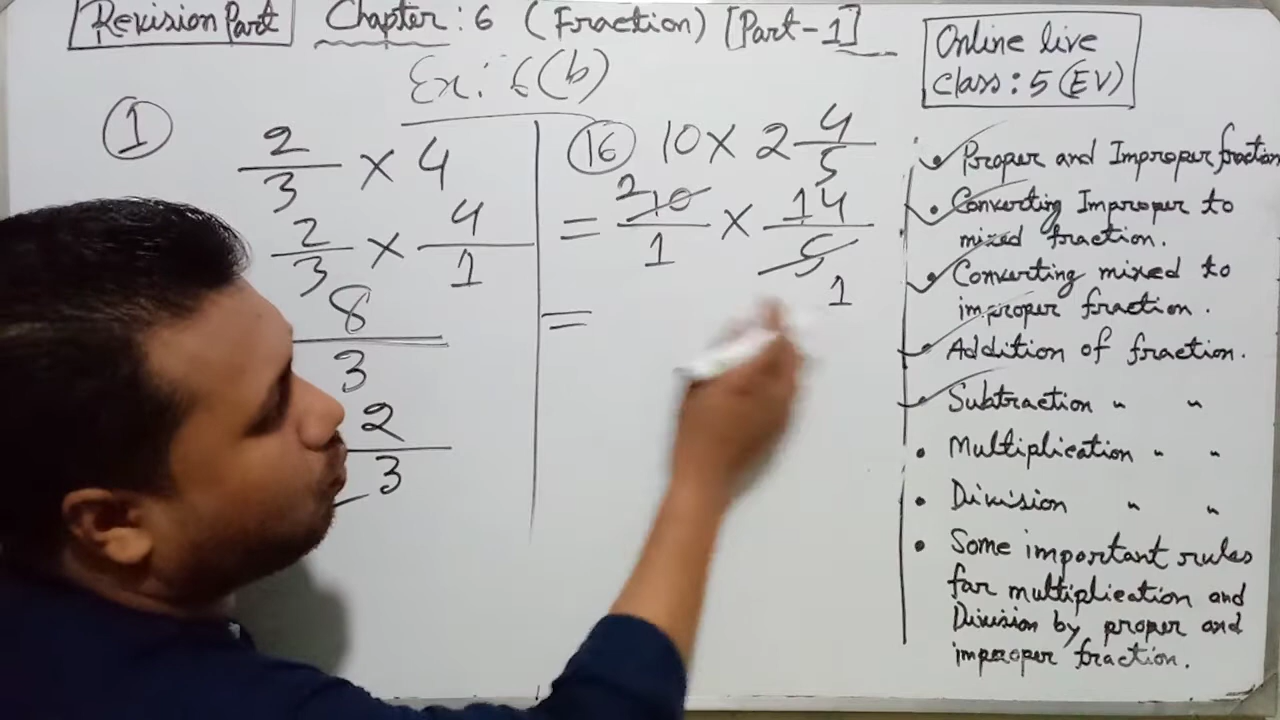 Revision Part
Chapter : 6 (Fraction) [Part-1]
Online live
class : 5 (EV)
Ex: 6(b)
①
2/3 × 4
2/3 × 4/1
8/3
2/3
⑯ 10 × 2 4/5
= 2 10/1 × 14/5 1
=
• Proper and Improper fraction
• Converting Improper to
mixed fraction.
• Converting mixed to
improper fraction.
• Addition of fraction.
• Subtraction " "
• Multiplication " "
• Division " "
• Some important rules
for multiplication and
Division by proper and
improper fraction.